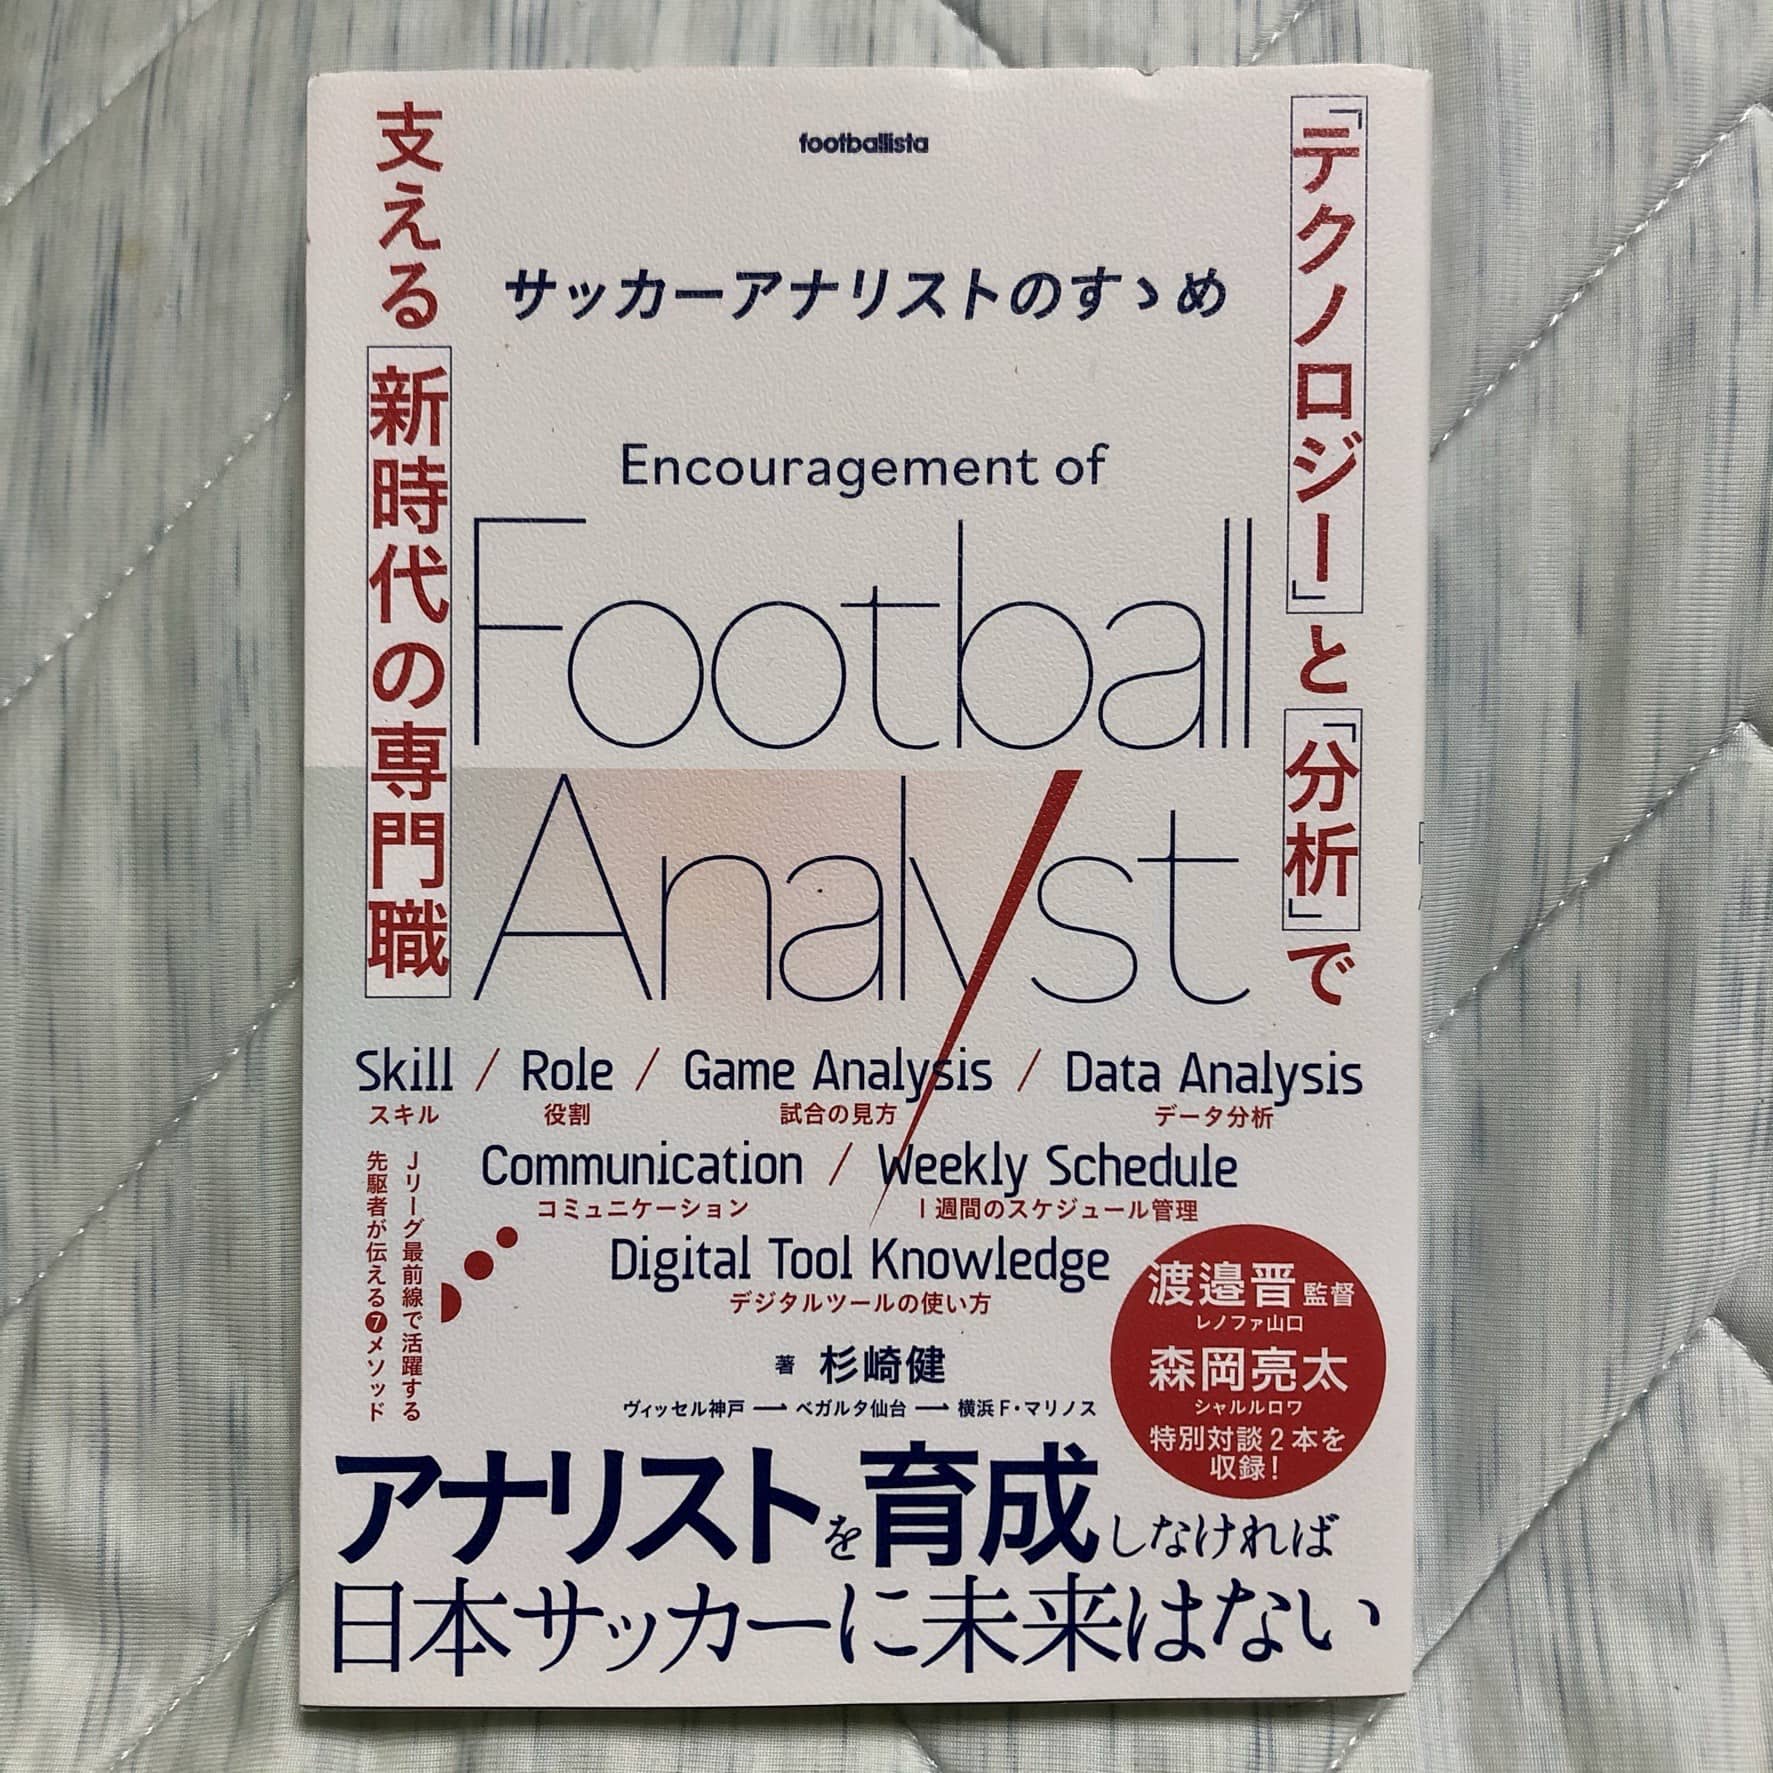 footballista
「テクノロジー」と「分析」で
支える新時代の専門職
サッカーアナリストのすゝめ
Encouragement of
Football
Analyst
Skill / Role / Game Analysis / Data Analysis
スキル 役割 試合の見方 データ分析
Communication / Weekly Schedule
コミュニケーション 1週間のスケジュール管理
Digital Tool Knowledge
デジタルツールの使い方
Jリーグ最前線で活躍する
先駆者が伝える❼メソッド
著 杉崎健
ヴィッセル神戸 → ベガルタ仙台 → 横浜F・マリノス
渡邉晋監督
レノファ山口
森岡亮太
シャルルロワ
特別対談2本を
収録!
アナリストを育成しなければ
日本サッカーに未来はない